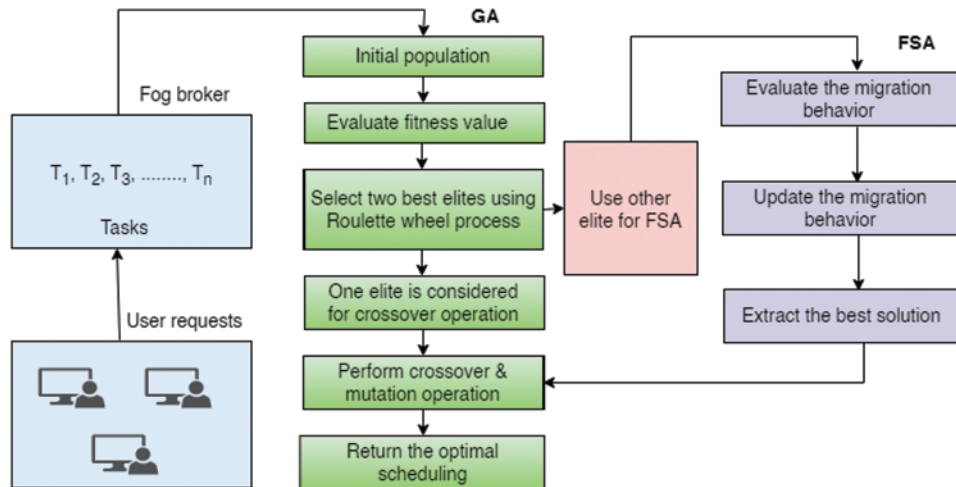 GA
Initial population
Evaluate fitness value
Select two best elites using
Roulette wheel process
One elite is considered
for crossover operation
Perform crossover &
mutation operation
Return the optimal
scheduling
Fog broker
T1, T2, T3, ........, Tn
Tasks
User requests
Use other
elite for FSA
FSA
Evaluate the migration
behavior
Update the migration
behavior
Extract the best solution